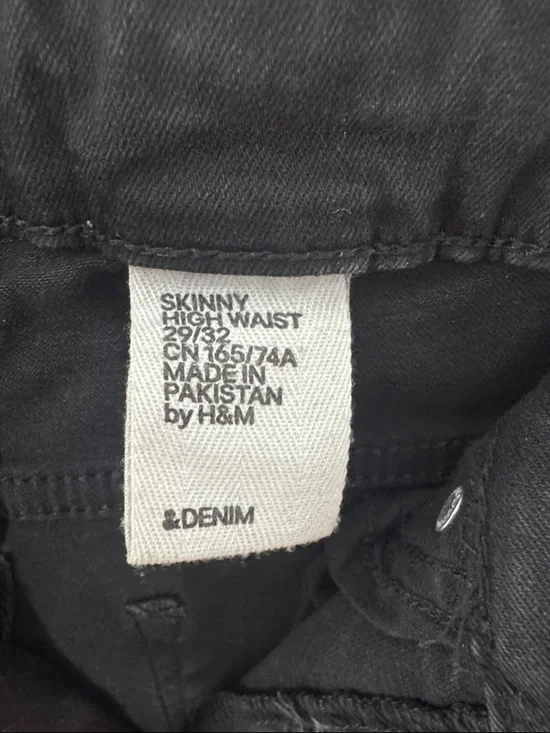 SKINNY
HIGH WAIST
29/32
CN 165/74A
MADE IN
PAKISTAN
by H&M
&DENIM